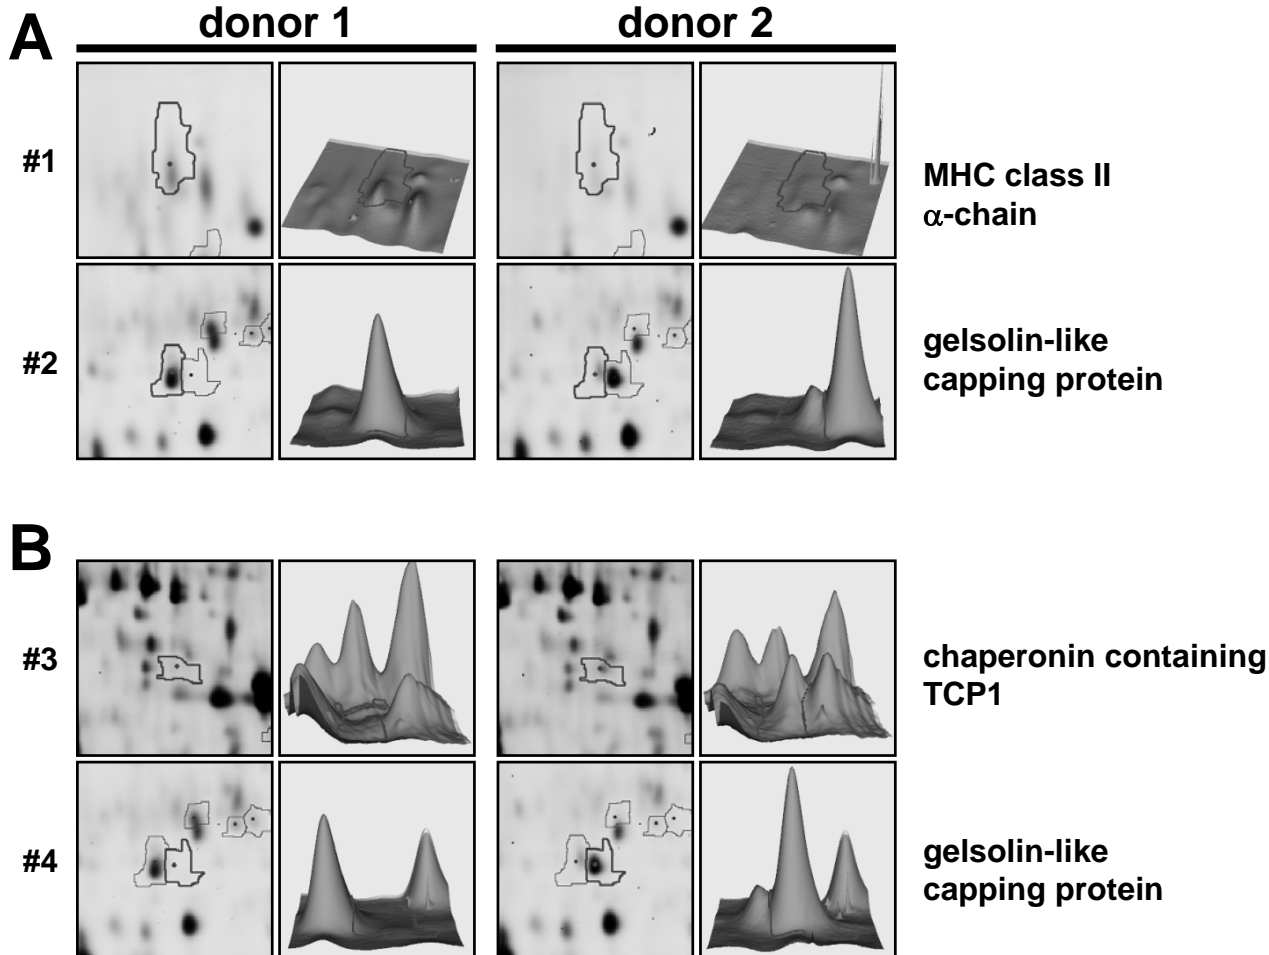 A
donor 1
donor 2
#1
MHC class II
α-chain
#2
gelsolin-like
capping protein
B
#3
chaperonin containing
TCP1
#4
gelsolin-like
capping protein